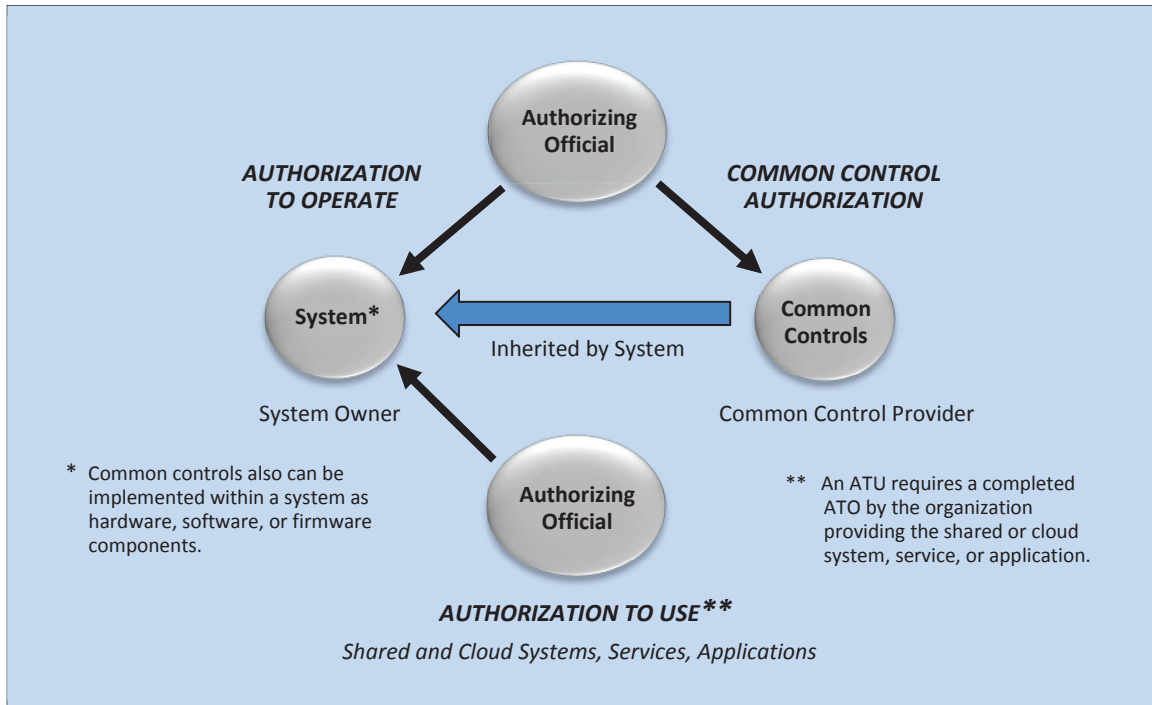 Authorizing
Official
AUTHORIZATION
TO OPERATE
COMMON CONTROL
AUTHORIZATION
System*
Common
Controls
Inherited by System
System Owner
Common Control Provider
* Common controls also can be
implemented within a system as
hardware, software, or firmware
components.
Authorizing
Official
** An ATU requires a completed
ATO by the organization
providing the shared or cloud
system, service, or application.
AUTHORIZATION TO USE**
Shared and Cloud Systems, Services, Applications